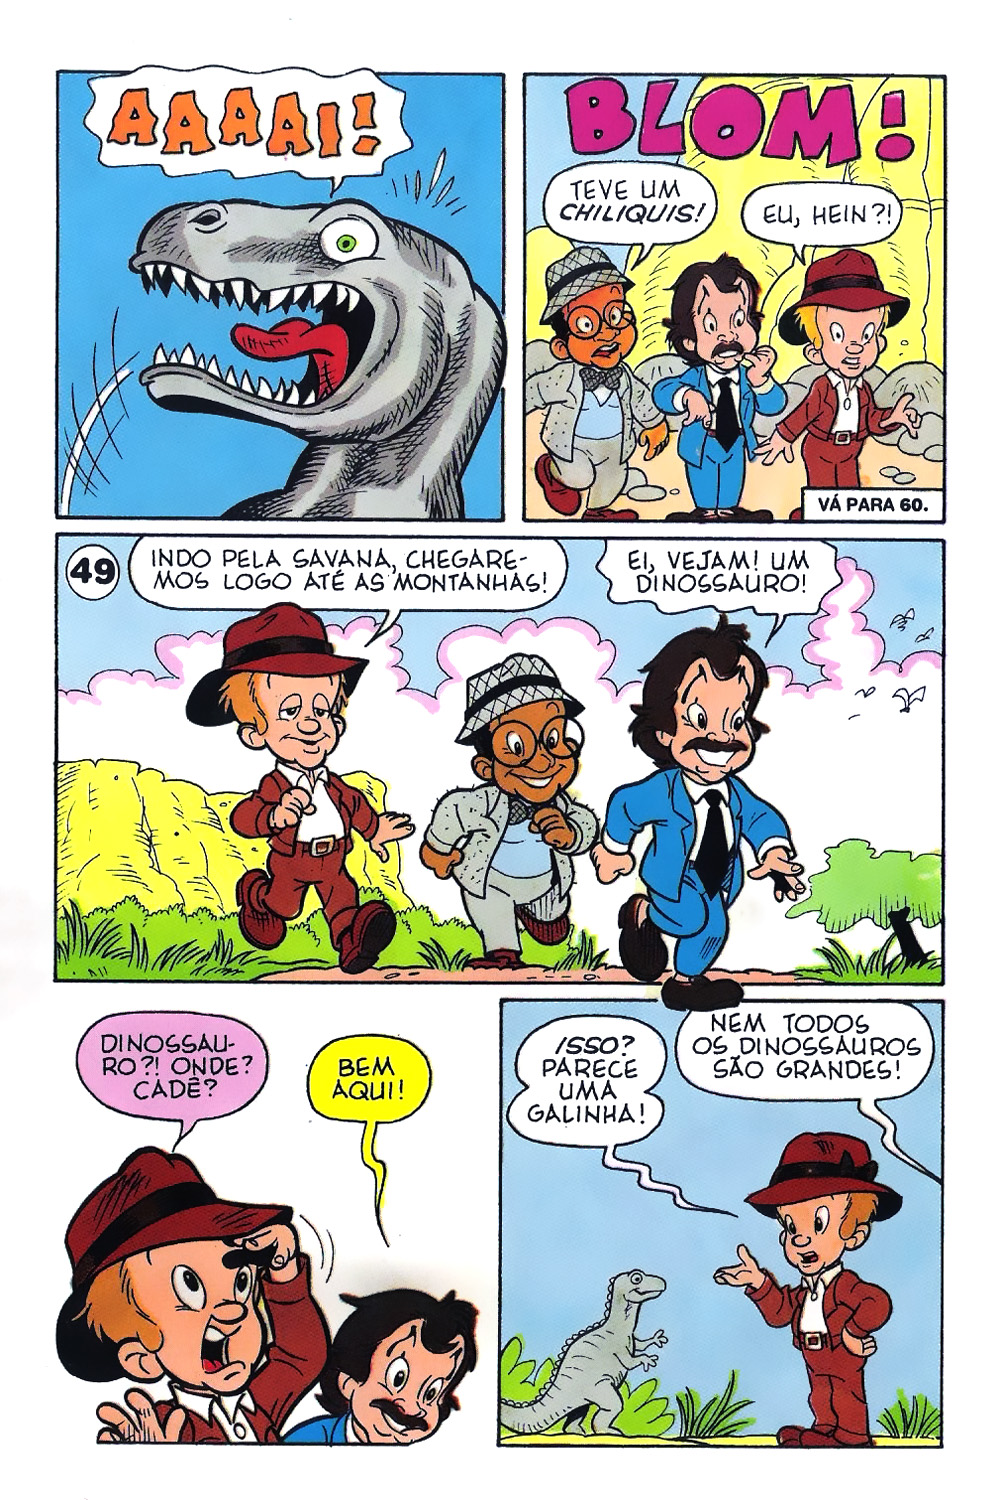 AAAAI!
BLOM!
TEVE UM
CHILIQUIS!
EU, HEIN?!
VÁ PARA 60.
49
INDO PELA SAVANA, CHEGARE-
MOS LOGO ATÉ AS MONTANHAS!
EI, VEJAM! UM
DINOSSAURO!
DINOSSAU-
RO?! ONDE?
CADÊ?
BEM
AQUI!
ISSO?
PARECE
UMA
GALINHA!
NEM TODOS
OS DINOSSAUROS
SÃO GRANDES!